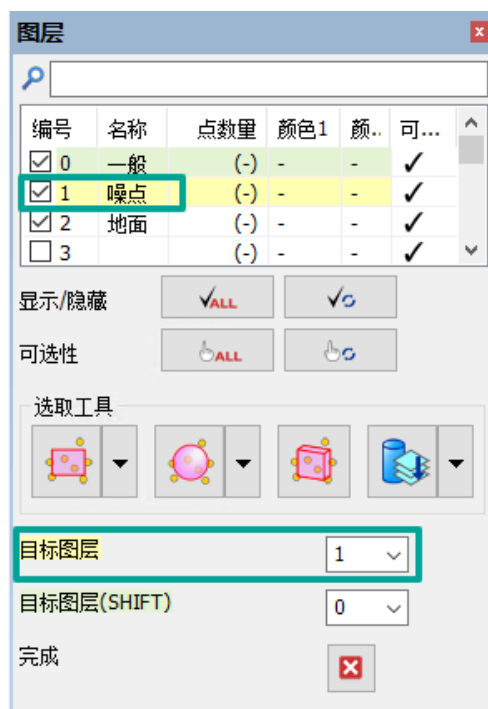 图层
编号 名称 点数量 颜色1 颜.. 可...
0 一般 (-) - -
1 噪点 (-) - -
2 地面 (-) - -
3 (-) - -
显示/隐藏 ALL
可选性 ALL
选取工具
目标图层 1
目标图层(SHIFT) 0
完成